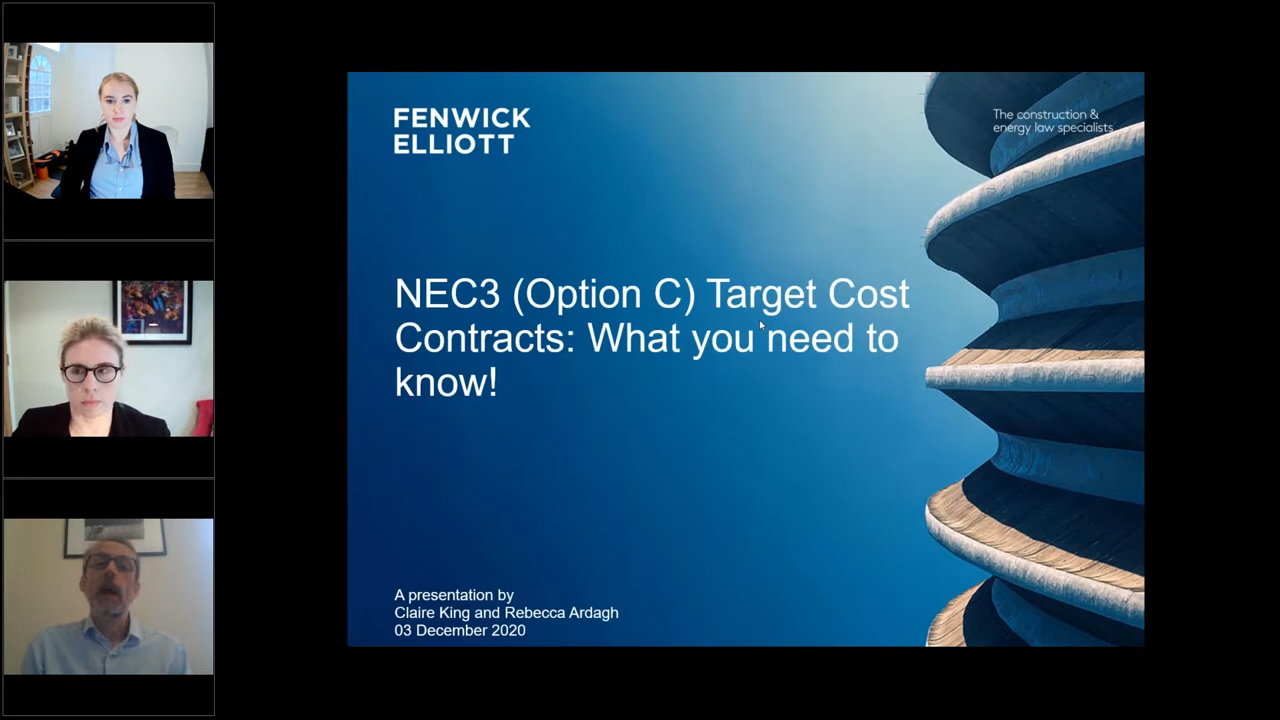 FENWICK
ELLIOTT
The construction &
energy law specialists
NEC3 (Option C) Target Cost
Contracts: What you need to
know!
A presentation by
Claire King and Rebecca Ardagh
03 December 2020